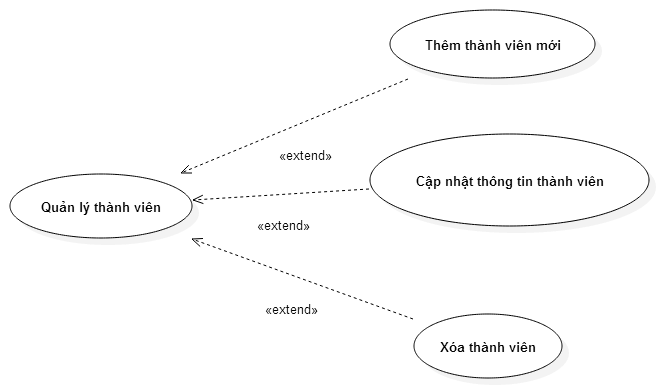 Thêm thành viên mới
«extend»
Cập nhật thông tin thành viên
Quản lý thành viên
«extend»
«extend»
Xóa thành viên